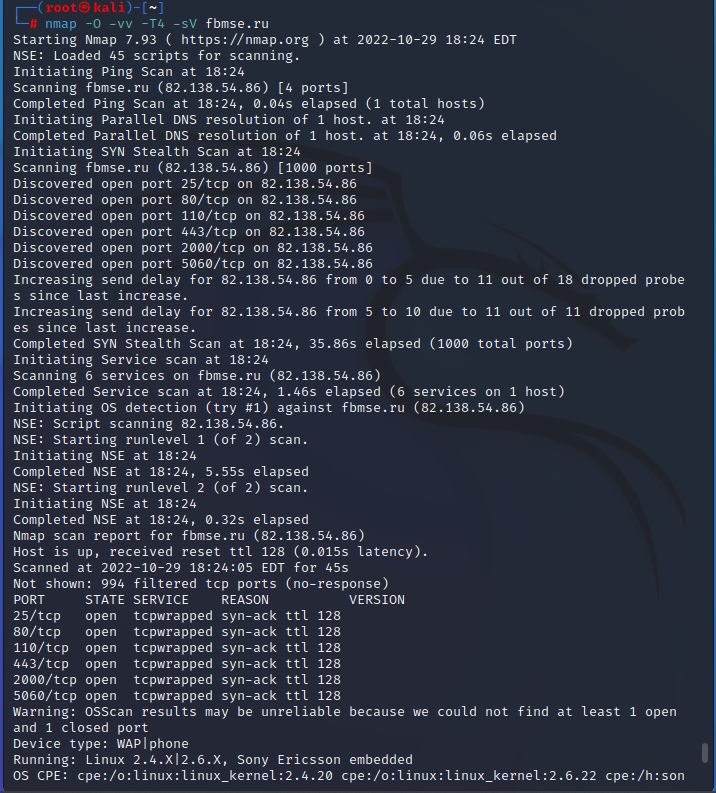 ┌──(root㉿kali)-[~]
└─# nmap -O -vv -T4 -sV fbmse.ru
Starting Nmap 7.93 ( https://nmap.org ) at 2022-10-29 18:24 EDT
NSE: Loaded 45 scripts for scanning.
Initiating Ping Scan at 18:24
Scanning fbmse.ru (82.138.54.86) [4 ports]
Completed Ping Scan at 18:24, 0.04s elapsed (1 total hosts)
Initiating Parallel DNS resolution of 1 host. at 18:24
Completed Parallel DNS resolution of 1 host. at 18:24, 0.06s elapsed
Initiating SYN Stealth Scan at 18:24
Scanning fbmse.ru (82.138.54.86) [1000 ports]
Discovered open port 25/tcp on 82.138.54.86
Discovered open port 80/tcp on 82.138.54.86
Discovered open port 110/tcp on 82.138.54.86
Discovered open port 443/tcp on 82.138.54.86
Discovered open port 2000/tcp on 82.138.54.86
Discovered open port 5060/tcp on 82.138.54.86
Increasing send delay for 82.138.54.86 from 0 to 5 due to 11 out of 18 dropped probe
s since last increase.
Increasing send delay for 82.138.54.86 from 5 to 10 due to 11 out of 11 dropped prob
es since last increase.
Completed SYN Stealth Scan at 18:24, 35.86s elapsed (1000 total ports)
Initiating Service scan at 18:24
Scanning 6 services on fbmse.ru (82.138.54.86)
Completed Service scan at 18:24, 1.46s elapsed (6 services on 1 host)
Initiating OS detection (try #1) against fbmse.ru (82.138.54.86)
NSE: Script scanning 82.138.54.86.
NSE: Starting runlevel 1 (of 2) scan.
Initiating NSE at 18:24
Completed NSE at 18:24, 5.55s elapsed
NSE: Starting runlevel 2 (of 2) scan.
Initiating NSE at 18:24
Completed NSE at 18:24, 0.32s elapsed
Nmap scan report for fbmse.ru (82.138.54.86)
Host is up, received reset ttl 128 (0.015s latency).
Scanned at 2022-10-29 18:24:05 EDT for 45s
Not shown: 994 filtered tcp ports (no-response)
PORT     STATE SERVICE    REASON          VERSION
25/tcp   open  tcpwrapped syn-ack ttl 128
80/tcp   open  tcpwrapped syn-ack ttl 128
110/tcp  open  tcpwrapped syn-ack ttl 128
443/tcp  open  tcpwrapped syn-ack ttl 128
2000/tcp open  tcpwrapped syn-ack ttl 128
5060/tcp open  tcpwrapped syn-ack ttl 128
Warning: OSScan results may be unreliable because we could not find at least 1 open
and 1 closed port
Device type: WAP|phone
Running: Linux 2.4.X|2.6.X, Sony Ericsson embedded
OS CPE: cpe:/o:linux:linux_kernel:2.4.20 cpe:/o:linux:linux_kernel:2.6.22 cpe:/h:son